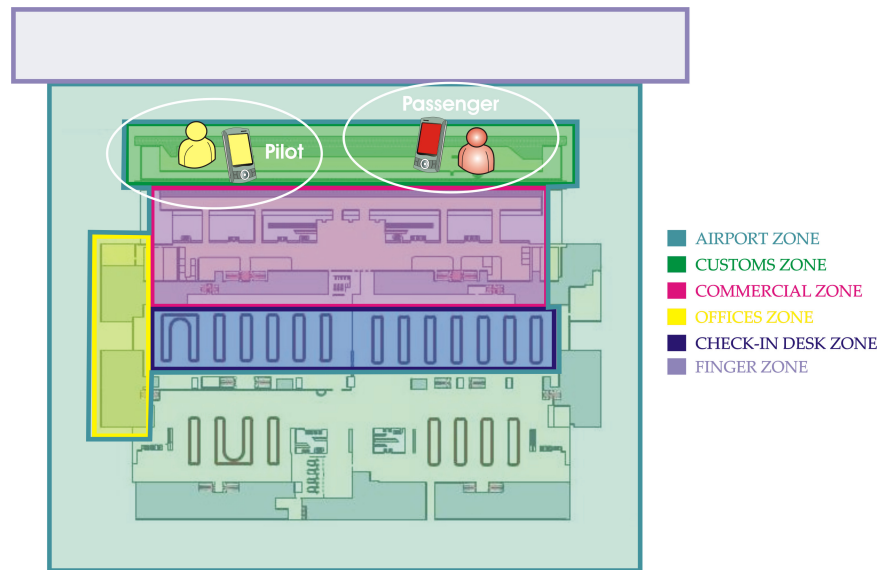 Passenger
Pilot
AIRPORT ZONE
CUSTOMS ZONE
COMMERCIAL ZONE
OFFICES ZONE
CHECK-IN DESK ZONE
FINGER ZONE